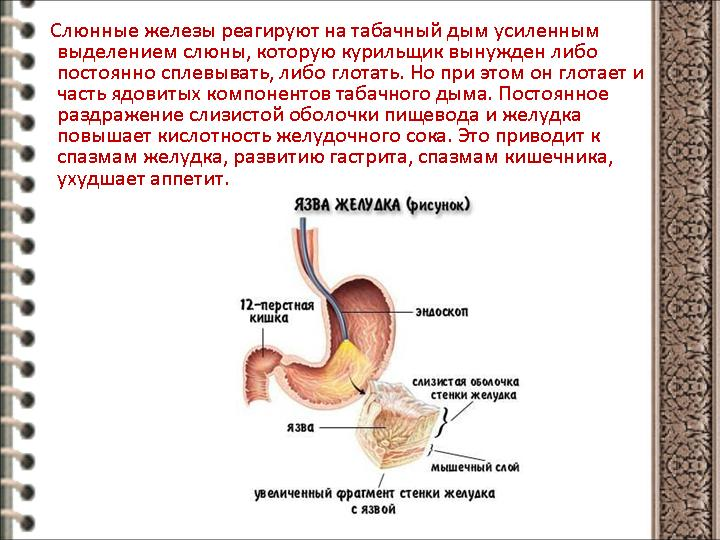 Слюнные железы реагируют на табачный дым усиленным
выделением слюны, которую курильщик вынужден либо
постоянно сплевывать, либо глотать. Но при этом он глотает и
часть ядовитых компонентов табачного дыма. Постоянное
раздражение слизистой оболочки пищевода и желудка
повышает кислотность желудочного сока. Это приводит к
спазмам желудка, развитию гастрита, спазмам кишечника,
ухудшает аппетит.
ЯЗВА ЖЕЛУДКА (рисунок)
12-перстная
кишка
эндоскоп
слизистая оболочка
стенки желудка
язва
мышечный слой
увеличенный фрагмент стенки желудка
с язвой